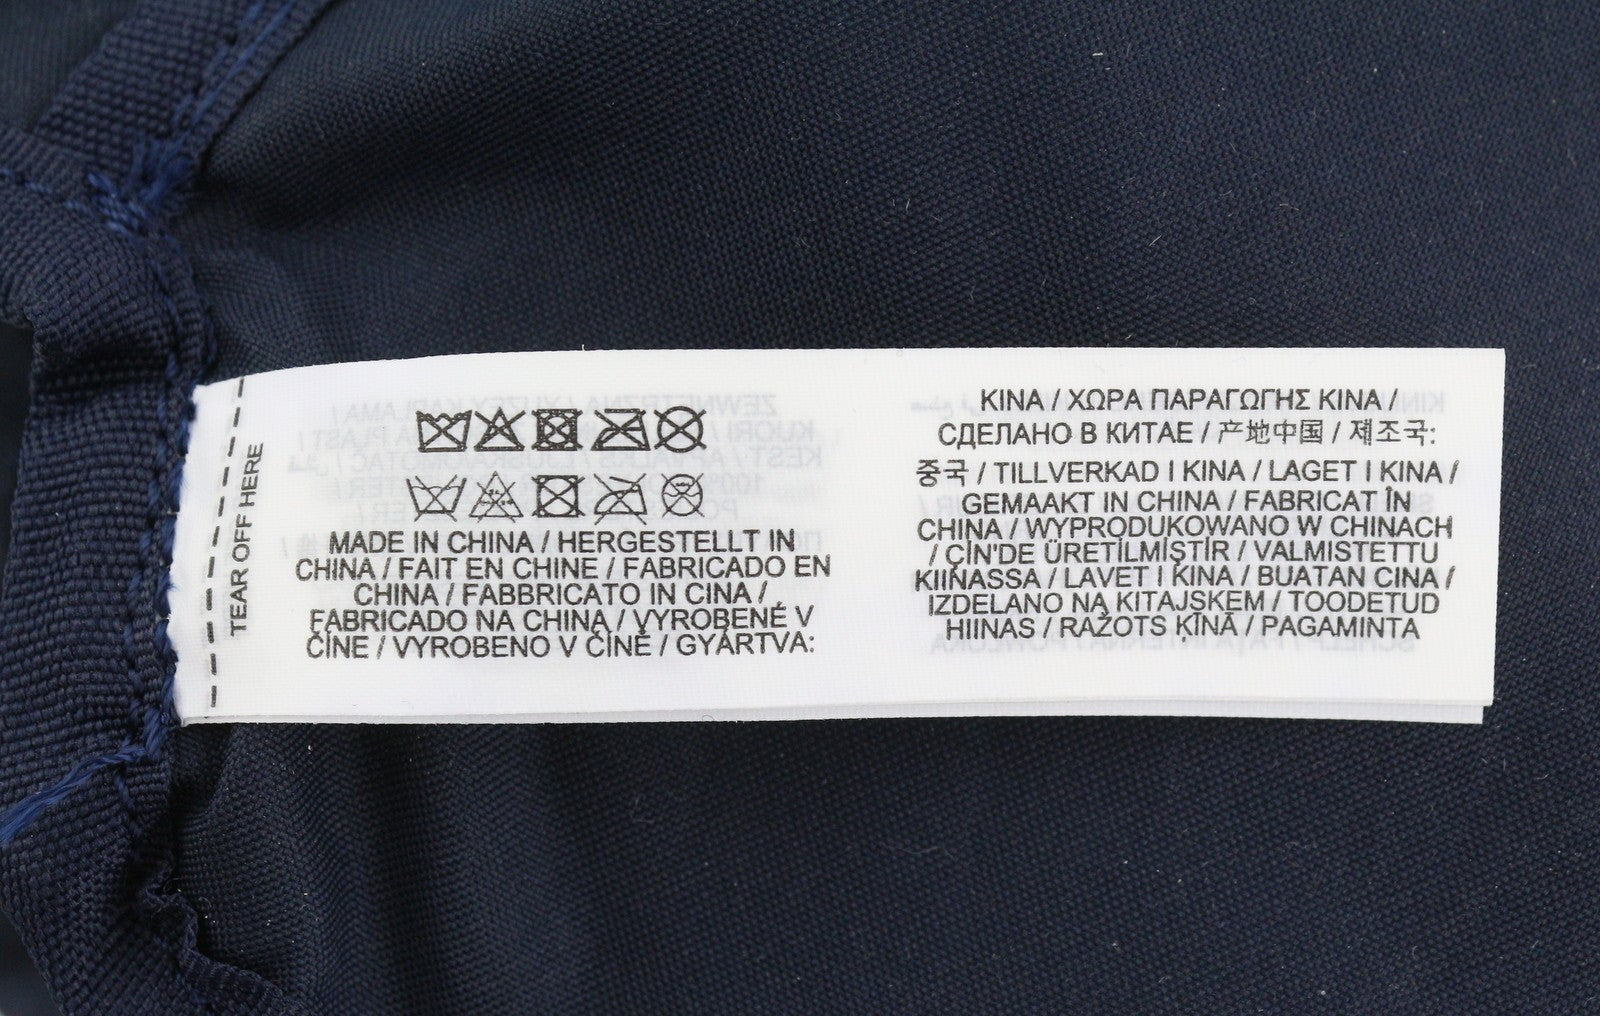 TEAR OFF HERE
MADE IN CHINA / HERGESTELLT IN
CHINA / FAIT EN CHINE / FABRICADO EN
CHINA / FABBRICATO IN CINA /
FABRICADO NA CHINA / VYROBENÉ V
ČÍNE / VYROBENO V ČÍNĚ / GYÁRTVA:
KINA / ΧΩΡΑ ΠΑΡΑΓΩΓΗΣ ΚΙΝΑ /
СДЕЛАНО В КИТАЕ / 产地中国 / 제조국:
중국 / TILLVERKAD I KINA / LAGET I KINA /
GEMAAKT IN CHINA / FABRICAT ÎN
CHINA / WYPRODUKOWANO W CHINACH
/ ÇİN'DE ÜRETİLMİŞTİR / VALMISTETTU
KIINASSA / LAVET I KINA / BUATAN CINA /
IZDELANO NA KITAJSKEM / TOODETUD
HIINAS / RAŽOTS ĶĪNĀ / PAGAMINTA